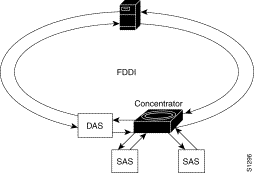 FDDI
Concentrator
DAS
SAS
SAS
S1296